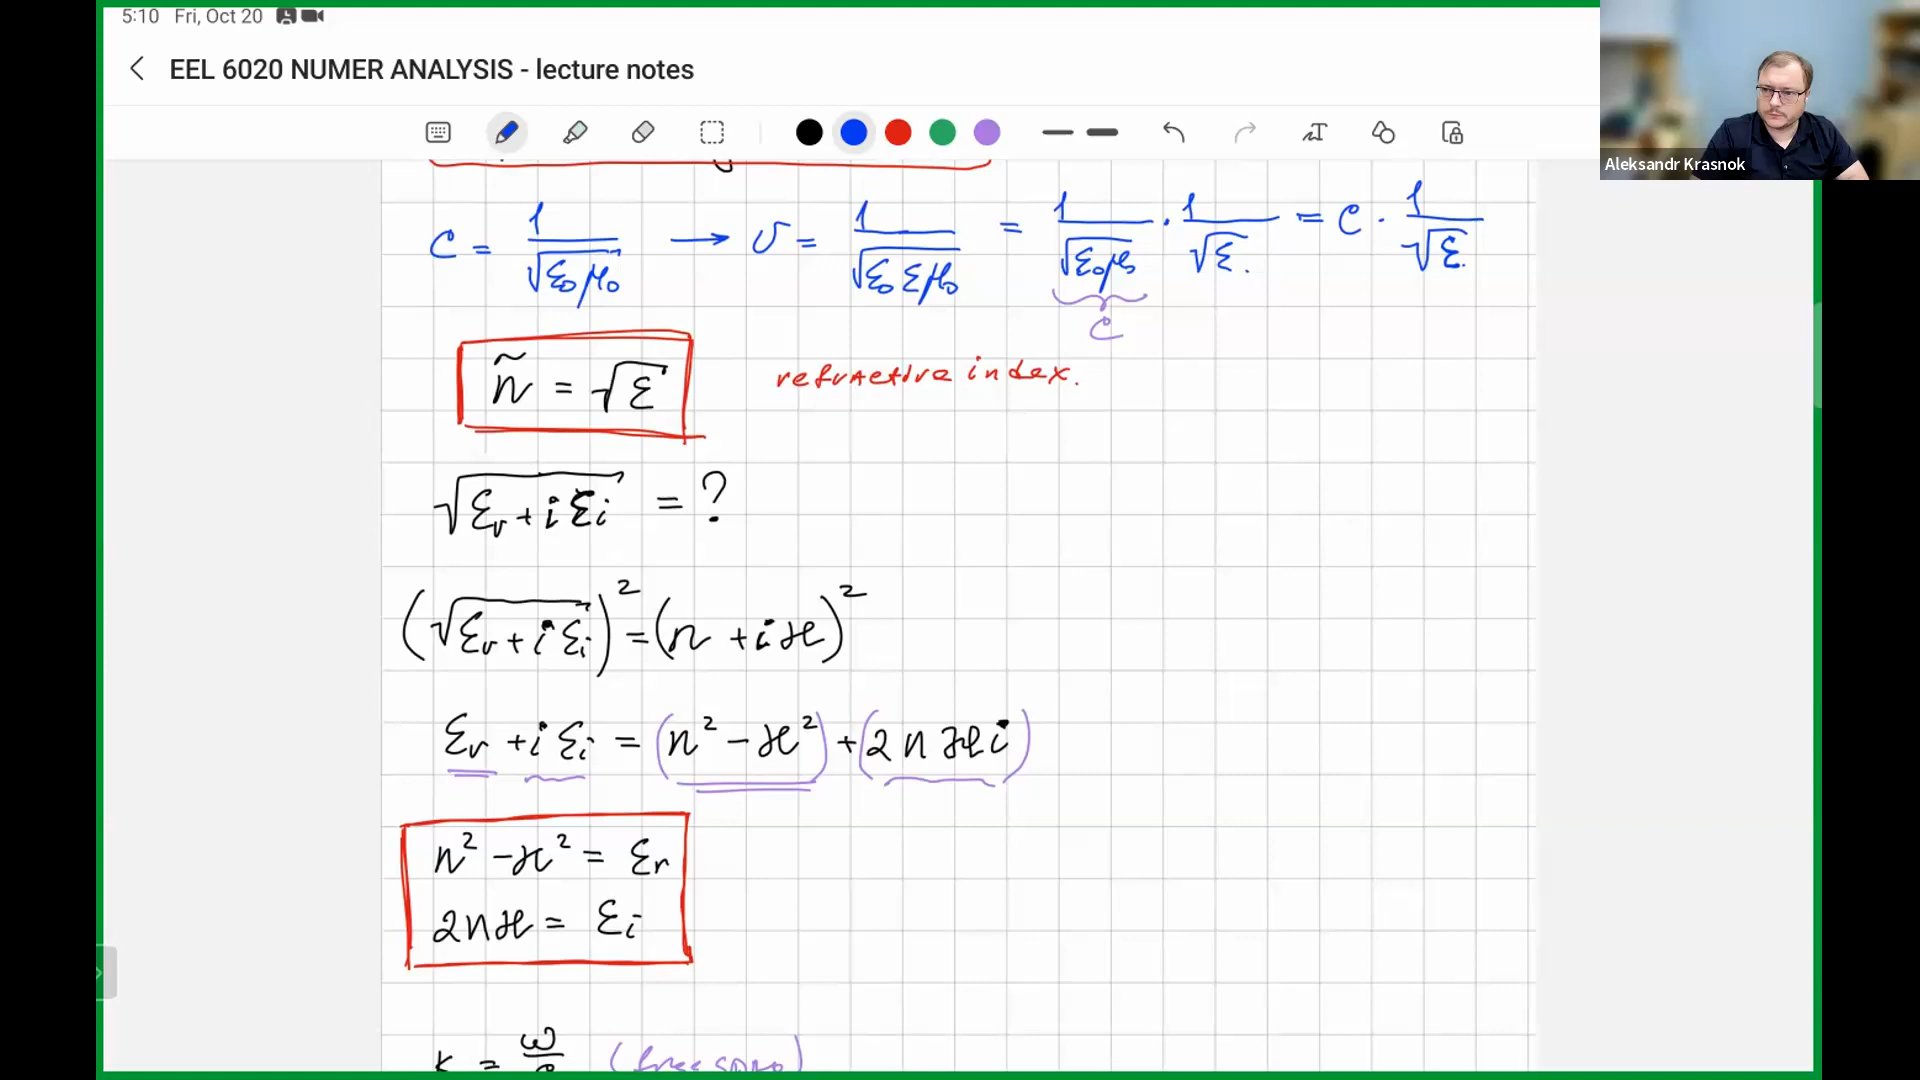 5:10 Fri, Oct 20
EEL 6020 NUMER ANALYSIS - lecture notes
Aleksandr Krasnok
C = 1/√(ε₀μ₀) → υ = 1/√(ε₀εμ₀) = 1/√(ε₀μ₀) · 1/√ε = C · 1/√ε
C
ñ = √ε
refractive index.
√(εr + iεi) = ?
(√(εr + iεi))² = (n + iϰ)²
εr + iεi = (n² − ϰ²) + (2nϰi)
n² − ϰ² = εr
2nϰ = εi
k = ω/c (free space)